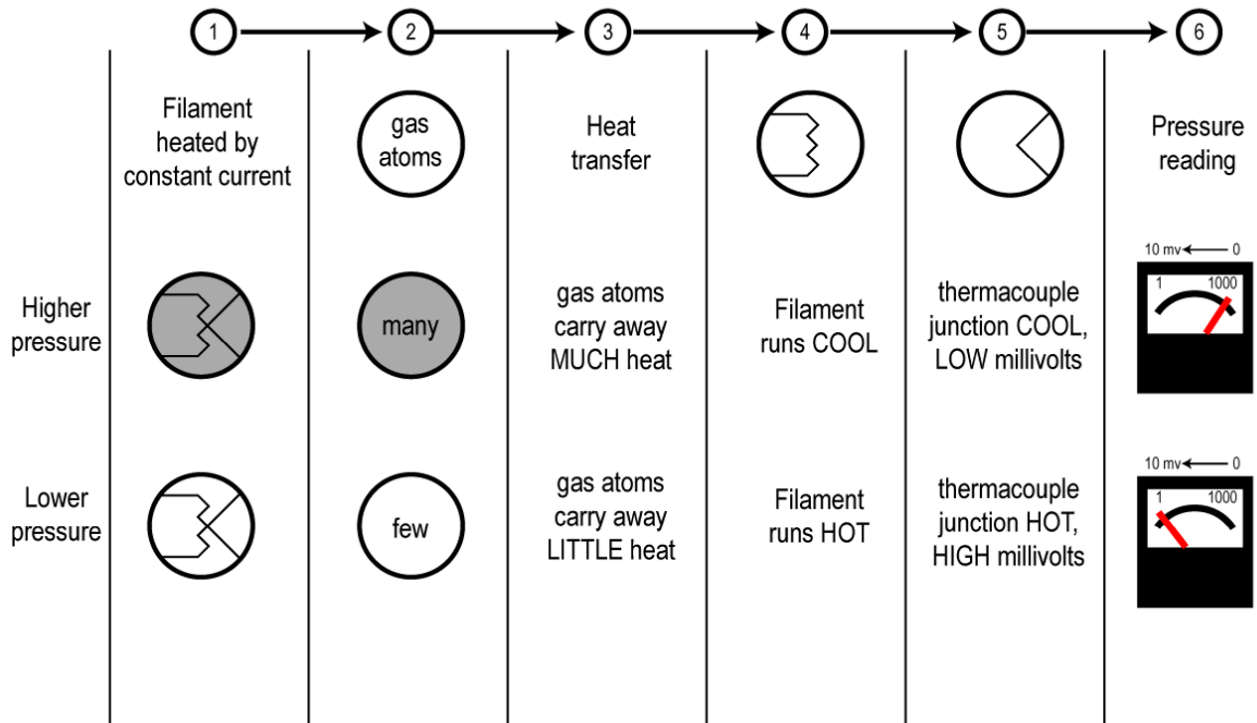 1
2
3
4
5
6
Filament
heated by
constant current
gas
atoms
Heat
transfer
Pressure
reading
Higher
pressure
many
gas atoms
carry away
MUCH heat
Filament
runs COOL
thermacouple
junction COOL,
LOW millivolts
10 mv 0
1 1000
Lower
pressure
few
gas atoms
carry away
LITTLE heat
Filament
runs HOT
thermacouple
junction HOT,
HIGH millivolts
10 mv 0
1 1000